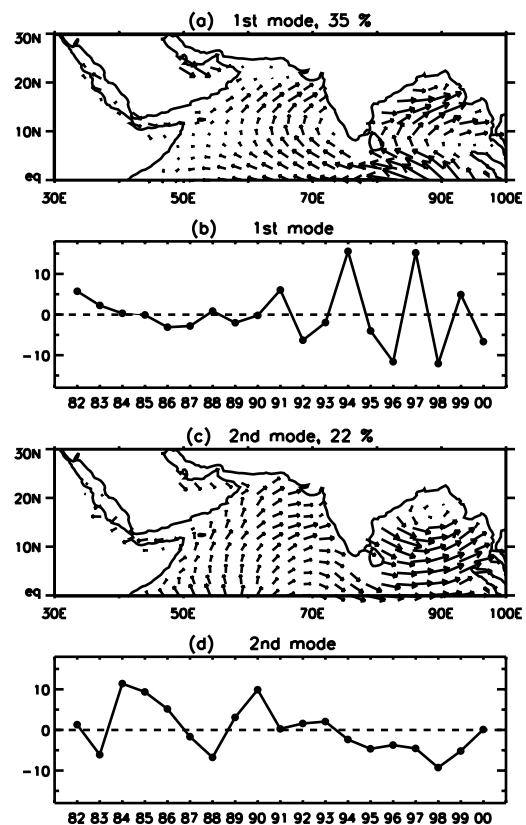 (a) 1st mode, 35 %
30N
20N
10N
eq
30E 50E 70E 90E 100E
(b) 1st mode
10
0
-10
82 83 84 85 86 87 88 89 90 91 92 93 94 95 96 97 98 99 00
(c) 2nd mode, 22 %
30N
20N
10N
eq
30E 50E 70E 90E 100E
(d) 2nd mode
10
0
-10
82 83 84 85 86 87 88 89 90 91 92 93 94 95 96 97 98 99 00